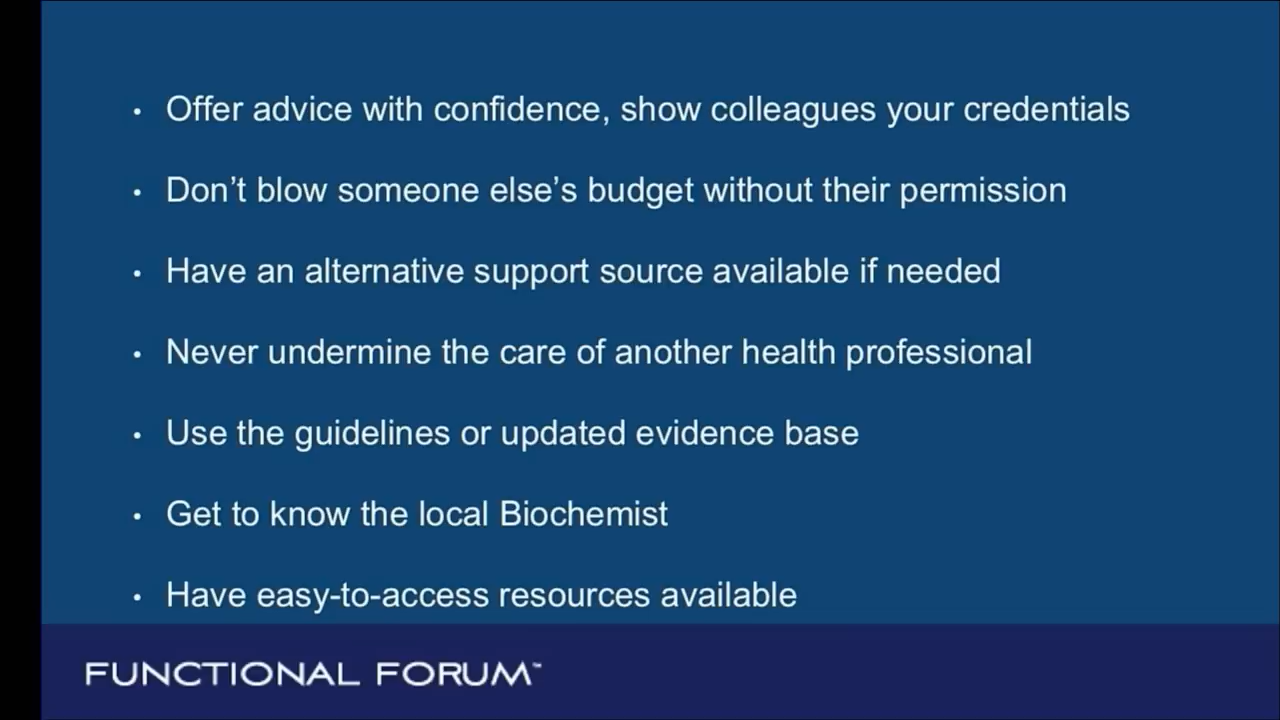 • Offer advice with confidence, show colleagues your credentials
• Don’t blow someone else’s budget without their permission
• Have an alternative support source available if needed
• Never undermine the care of another health professional
• Use the guidelines or updated evidence base
• Get to know the local Biochemist
• Have easy-to-access resources available
FUNCTIONAL FORUM™